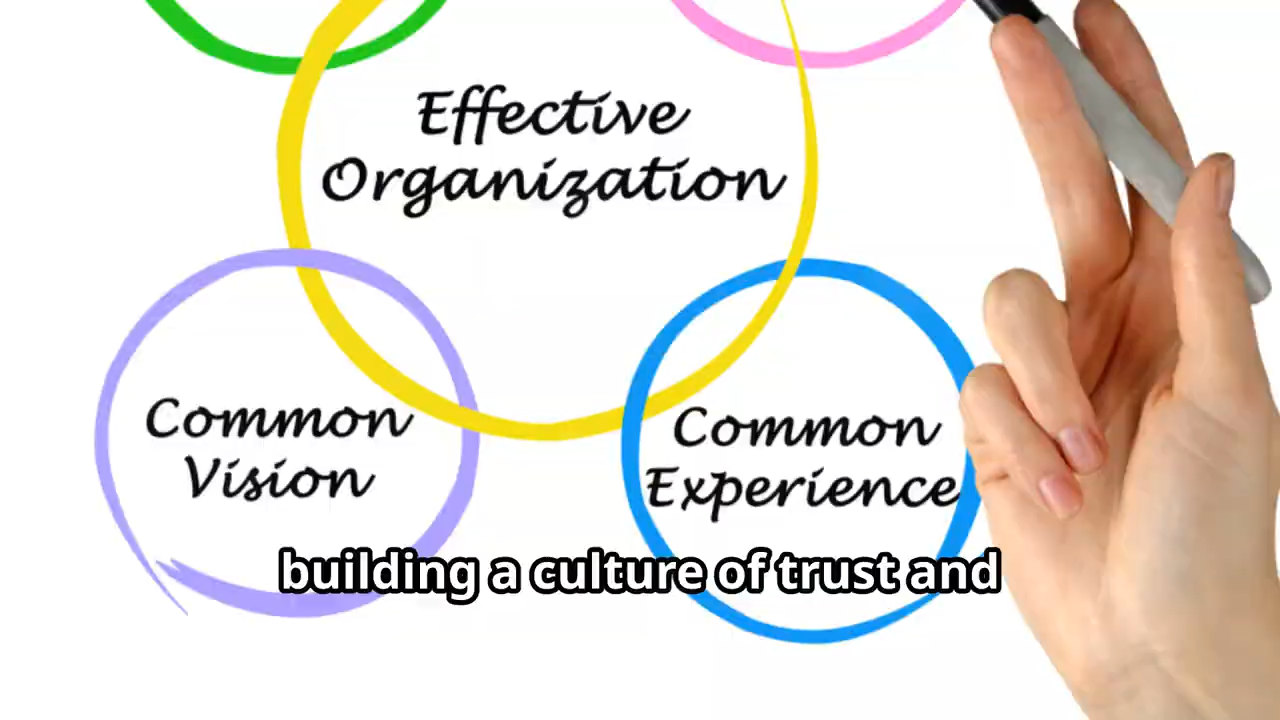 Effective
Organization
Common
Vision
Common
Experience
building a culture of trust and